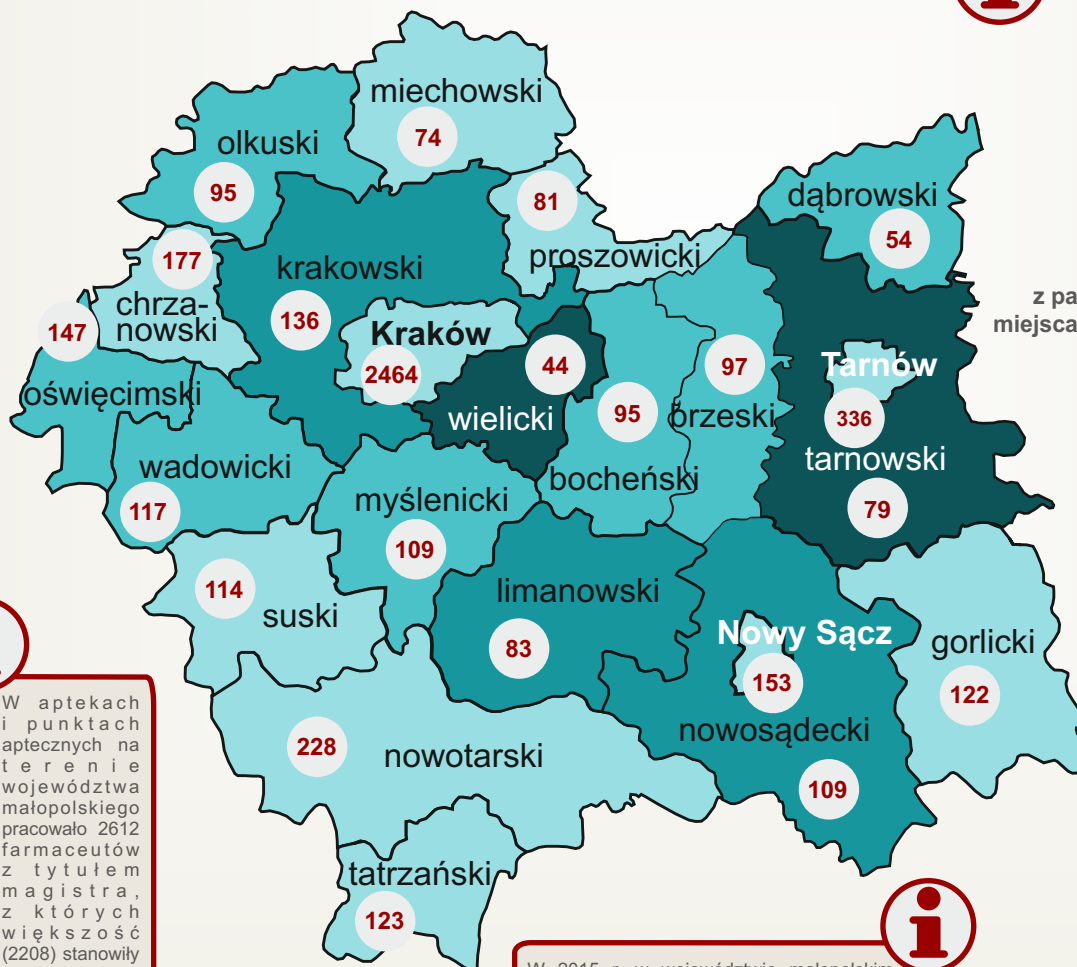 miechowski
74
olkuski
95
81
proszowicki
dąbrowski
54
177
chrza-
nowski
krakowski
136
Kraków
2464
147
oświęcimski
44
wielicki
97
brzeski
95
bocheński
z pa
miejsca
Tarnów
336
tarnowski
79
wadowicki
117
myślenicki
109
114
suski
limanowski
83
Nowy Sącz
153
nowosądecki
109
gorlicki
122
228
nowotarski
tatrzański
123
W aptekach
i punktach
aptecznych na
terenie
województwa
małopolskiego
pracowało 2612
farmaceutów
z tytułem
magistra,
z których
większość
(2208) stanowiły